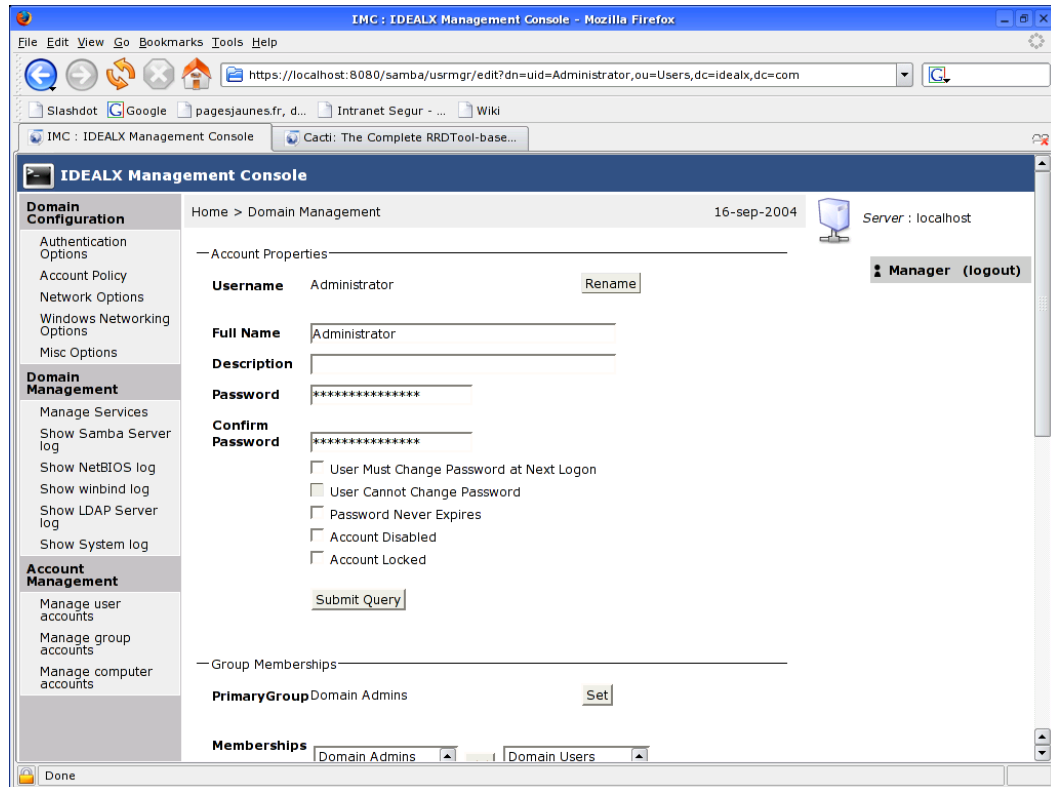 IMC : IDEALX Management Console - Mozilla Firefox
File Edit View Go Bookmarks Tools Help
https://localhost:8080/samba/usrmgr/edit?dn=uid=Administrator,ou=Users,dc=idealx,dc=com
G
Slashdot Google pagesjaunes.fr, d... Intranet Segur - ... Wiki
IMC : IDEALX Management Console Cacti: The Complete RRDTool-base...
IDEALX Management Console
Domain
Configuration
Authentication
Options
Account Policy
Network Options
Windows Networking
Options
Misc Options
Domain
Management
Manage Services
Show Samba Server
log
Show NetBIOS log
Show winbind log
Show LDAP Server
log
Show System log
Account
Management
Manage user
accounts
Manage group
accounts
Manage computer
accounts
Home > Domain Management 16-sep-2004
Account Properties
Username Administrator Rename
Full Name Administrator
Description
Password ***************
Confirm
Password ***************
User Must Change Password at Next Logon
User Cannot Change Password
Password Never Expires
Account Disabled
Account Locked
Submit Query
Group Memberships
PrimaryGroup Domain Admins Set
Memberships Domain Admins Domain Users
Server : localhost
Manager (logout)
Done